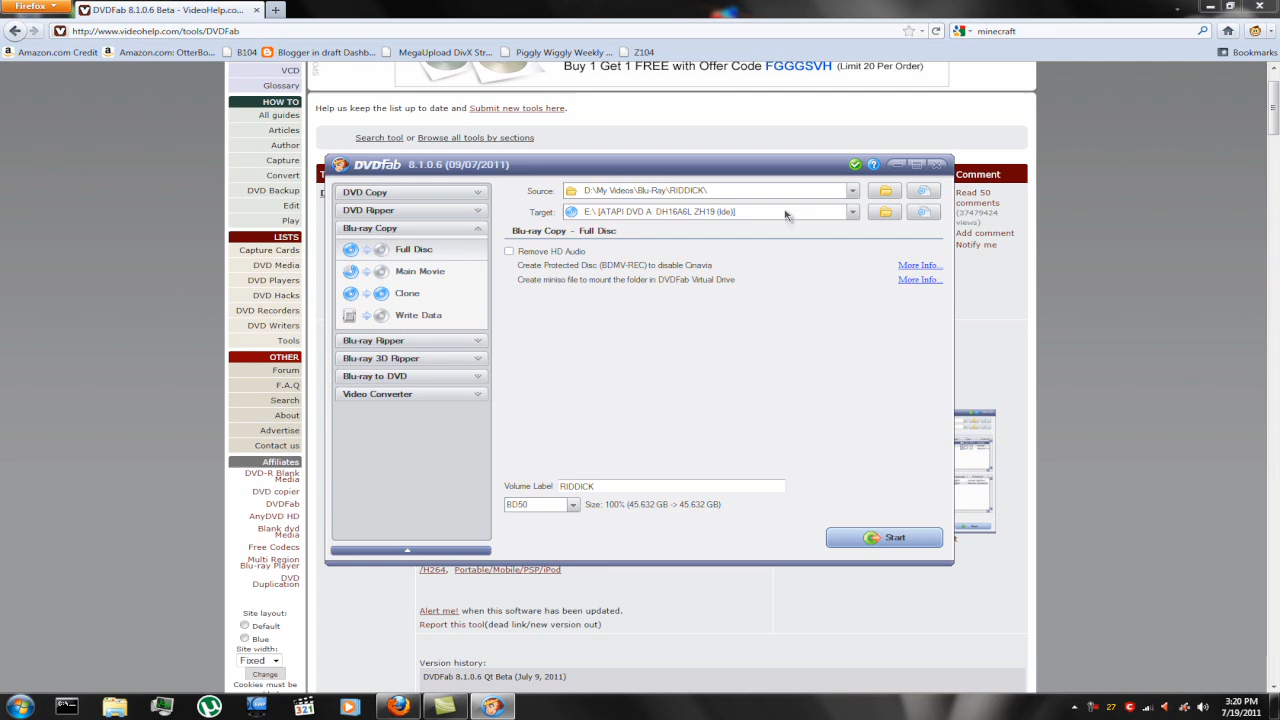 Firefox
DVDFab 8.1.0.6 Beta - VideoHelp.co...
http://www.videohelp.com/tools/DVDFab
minecraft
Amazon.com Credit
Amazon.com: OtterBo...
B104
Blogger in draft Dashb...
MegaUpload DivX Str...
Piggly Wiggly Weekly ...
Z104
Bookmarks
Buy 1 Get 1 FREE with Offer Code FGGGSVH (Limit 20 Per Order)
VCD
Glossary
HOW TO
All guides
Articles
Author
Capture
Convert
DVD Backup
Edit
Play
LISTS
Capture Cards
DVD Media
DVD Players
DVD Hacks
DVD Recorders
DVD Writers
Tools
OTHER
Forum
F.A.Q
Search
About
Advertise
Contact us
Affiliates
DVD-R Blank
Media
DVD copier
DVDFab
AnyDVD HD
Blank dvd
Media
Free Codecs
Multi Region
Blu-ray Player
DVD
Duplication
Site layout:
Default
Blue
Site width:
Fixed
Change
Cookies must be
Help us keep the list up to date and Submit new tools here.
Search tool or Browse all tools by sections
Comment
Read 50
comments
(37479424
views)
Add comment
Notify me
DVDFab 8.1.0.6 (09/07/2011)
DVD Copy
DVD Ripper
Blu-ray Copy
Full Disc
Main Movie
Clone
Write Data
Blu-ray Ripper
Blu-ray 3D Ripper
Blu-ray to DVD
Video Converter
Source: D:\My Videos\Blu-Ray\RIDDICK\
Target: E:\ [ATAPI DVD A DH16A6L ZH19 (Ide)]
Blu-ray Copy - Full Disc
Remove HD Audio
Create Protected Disc (BDMV-REC) to disable Cinavia More Info...
Create miniso file to mount the folder in DVDFab Virtual Drive More Info...
Volume Label RIDDICK
BD50 Size: 100% (45.632 GB -> 45.632 GB)
Start
/H264, Portable/Mobile/PSP/iPod
Alert me! when this software has been updated.
Report this tool(dead link/new version out)
Version history:
DVDFab 8.1.0.6 Qt Beta (July 9, 2011)
321
27
3:20 PM
7/19/2011